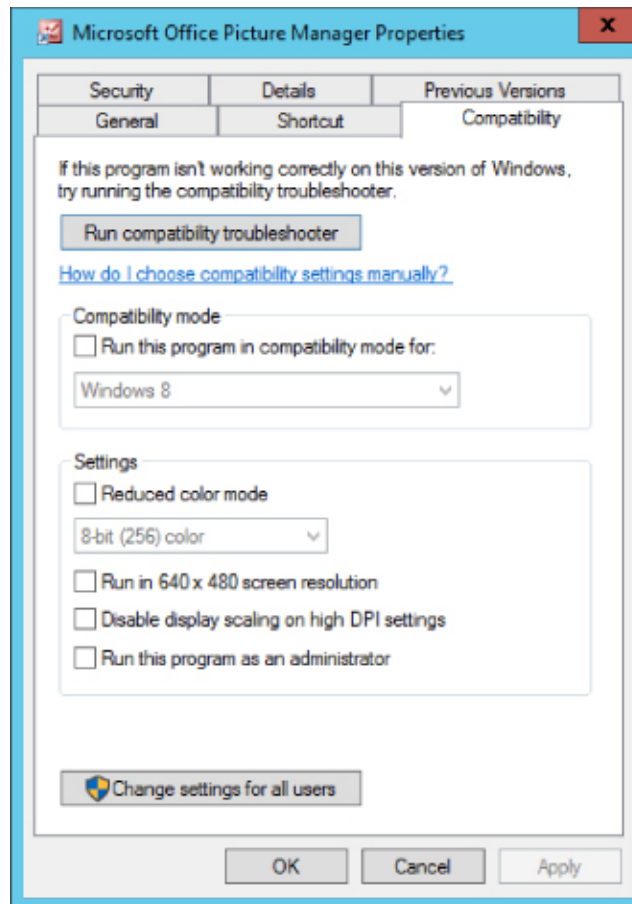 Microsoft Office Picture Manager Properties
x
Security Details Previous Versions
General Shortcut Compatibility
If this program isn't working correctly on this version of Windows,
try running the compatibility troubleshooter.
Run compatibility troubleshooter
How do I choose compatibility settings manually?
Compatibility mode
Run this program in compatibility mode for:
Windows 8
Settings
Reduced color mode
8-bit (256) color
Run in 640 x 480 screen resolution
Disable display scaling on high DPI settings
Run this program as an administrator
Change settings for all users
OK Cancel Apply